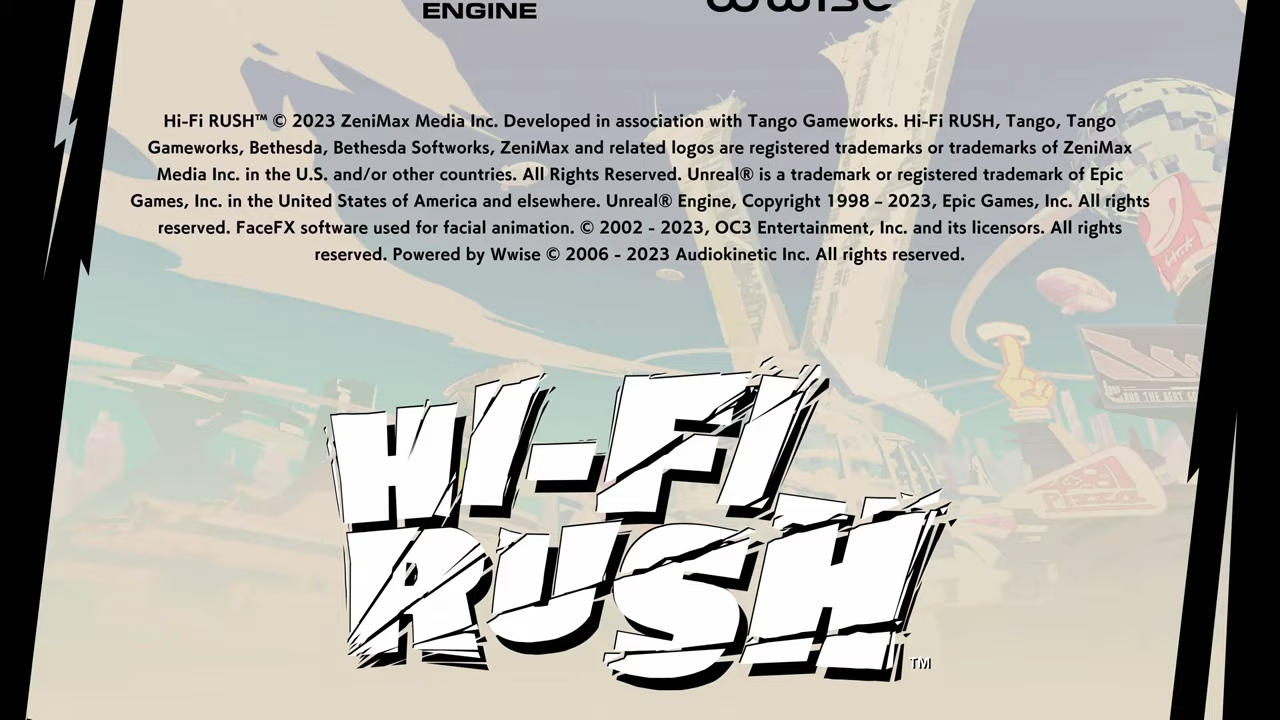 ENGINE
wwise
Hi-Fi RUSH™ © 2023 ZeniMax Media Inc. Developed in association with Tango Gameworks. Hi-Fi RUSH, Tango, Tango
Gameworks, Bethesda, Bethesda Softworks, ZeniMax and related logos are registered trademarks or trademarks of ZeniMax
Media Inc. in the U.S. and/or other countries. All Rights Reserved. Unreal® is a trademark or registered trademark of Epic
Games, Inc. in the United States of America and elsewhere. Unreal® Engine, Copyright 1998 – 2023, Epic Games, Inc. All rights
reserved. FaceFX software used for facial animation. © 2002 - 2023, OC3 Entertainment, Inc. and its licensors. All rights
reserved. Powered by Wwise © 2006 - 2023 Audiokinetic Inc. All rights reserved.
HI-FI
RUSH
TM
Pizza